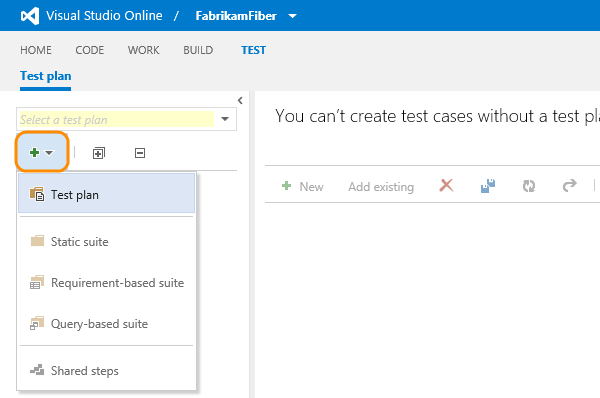 Visual Studio Online / FabrikamFiber
HOME CODE WORK BUILD TEST
Test plan
Select a test plan
You can't create test cases without a test pla
New Add existing
Test plan
Static suite
Requirement-based suite
Query-based suite
Shared steps